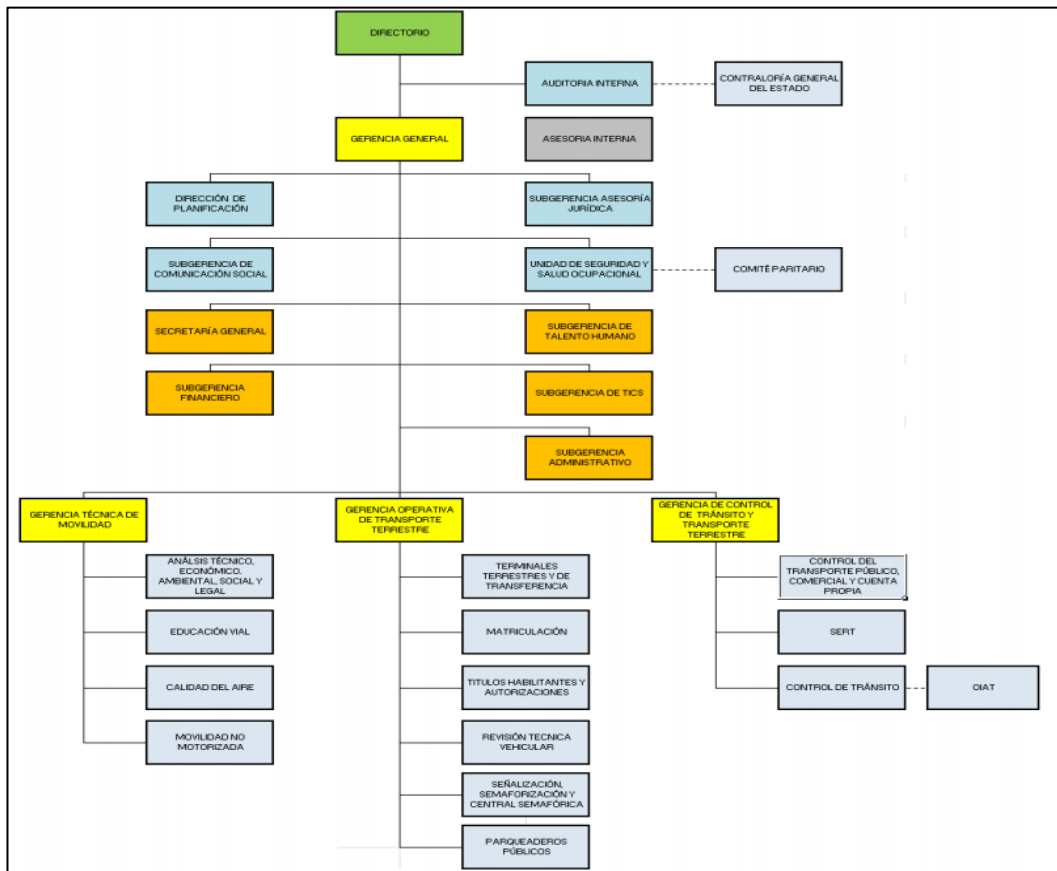 DIRECTORIO
AUDITORIA INTERNA
CONTRALORÍA GENERAL
DEL ESTADO
GERENCIA GENERAL
ASESORIA INTERNA
DIRECCIÓN DE
PLANIFICACIÓN
SUBGERENCIA ASESORÍA
JURÍDICA
SUBGERENCIA DE
COMUNICACIÓN SOCIAL
UNIDAD DE SEGURIDAD Y
SALUD OCUPACIONAL
COMITÉ PARITARIO
SECRETARÍA GENERAL
SUBGERENCIA DE
TALENTO HUMANO
SUBGERENCIA
FINANCIERO
SUBGERENCIA DE TICS
SUBGERENCIA
ADMINISTRATIVO
GERENCIA TÉCNICA DE
MOVILIDAD
GERENCIA OPERATIVA
DE TRANSPORTE
TERRESTRE
GERENCIA DE CONTROL
DE TRÁNSITO Y
TRANSPORTE
TERRESTRE
ANÁLSIS TÉCNICO,
ECONÓMICO,
AMBIENTAL, SOCIAL Y
LEGAL
EDUCACIÓN VIAL
CALIDAD DEL AIRE
MOVILIDAD NO
MOTORIZADA
TERMINALES
TERRESTRES Y DE
TRANSFERENCIA
MATRICULACIÓN
TITULOS HABILITANTES Y
AUTORIZACIONES
REVISIÓN TECNICA
VEHICULAR
SEÑALIZACIÓN,
SEMAFORIZACIÓN Y
CENTRAL SEMAFÓRICA
PARQUEADEROS
PÚBLICOS
CONTROL DEL
TRANSPORTE PÚBLICO,
COMERCIAL Y CUENTA
PROPIA
SERT
CONTROL DE TRÁNSITO
OIAT